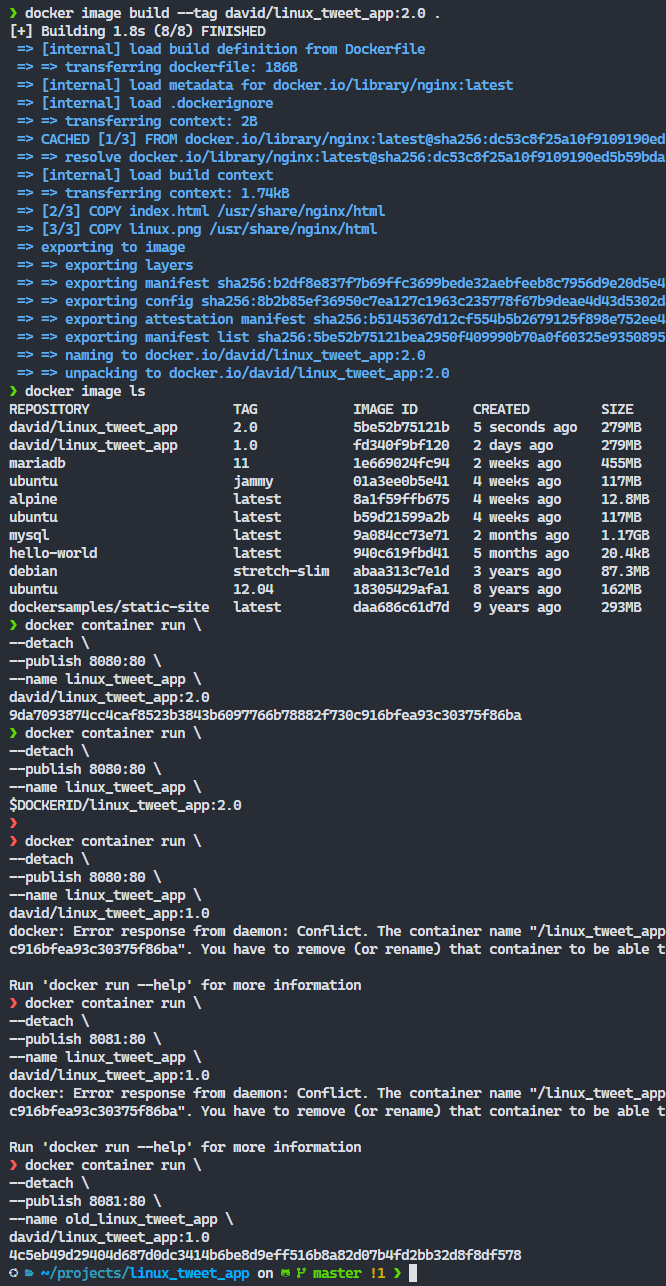 ❯ docker image build --tag david/linux_tweet_app:2.0 .
[+] Building 1.8s (8/8) FINISHED
=> [internal] load build definition from Dockerfile
=> => transferring dockerfile: 186B
=> [internal] load metadata for docker.io/library/nginx:latest
=> [internal] load .dockerignore
=> => transferring context: 2B
=> CACHED [1/3] FROM docker.io/library/nginx:latest@sha256:dc53c8f25a10f9109190ed
=> => resolve docker.io/library/nginx:latest@sha256:dc53c8f25a10f9109190ed5b59bda
=> [internal] load build context
=> => transferring context: 1.74kB
=> [2/3] COPY index.html /usr/share/nginx/html
=> [3/3] COPY linux.png /usr/share/nginx/html
=> exporting to image
=> => exporting layers
=> => exporting manifest sha256:b2df8e837f7b69ffc3699bede32aebfeeb8c7956d9e20d5e4
=> => exporting config sha256:8b2b85ef36950c7ea127c1963c235778f67b9deae4d43d5302d
=> => exporting attestation manifest sha256:b5145367d12cf554b5b2679125f898e752ee4
=> => exporting manifest list sha256:5be52b75121bea2950f409990b70a0f60325e9350895
=> => naming to docker.io/david/linux_tweet_app:2.0
=> => unpacking to docker.io/david/linux_tweet_app:2.0
❯ docker image ls
REPOSITORY TAG IMAGE ID CREATED SIZE
david/linux_tweet_app 2.0 5be52b75121b 5 seconds ago 279MB
david/linux_tweet_app 1.0 fd340f9bf120 2 days ago 279MB
mariadb 11 1e669024fc94 2 weeks ago 455MB
ubuntu jammy 01a3ee0b5e41 4 weeks ago 117MB
alpine latest 8a1f59ffb675 4 weeks ago 12.8MB
ubuntu latest b59d21599a2b 4 weeks ago 117MB
mysql latest 9a084cc73e71 2 months ago 1.17GB
hello-world latest 940c619fbd41 5 months ago 20.4kB
debian stretch-slim abaa313c7e1d 3 years ago 87.3MB
ubuntu 12.04 18305429afa1 8 years ago 162MB
dockersamples/static-site latest daa686c61d7d 9 years ago 293MB
❯ docker container run \
--detach \
--publish 8080:80 \
--name linux_tweet_app \
david/linux_tweet_app:2.0
9da7093874cc4caf8523b3843b6097766b78882f730c916bfea93c30375f86ba
❯ docker container run \
--detach \
--publish 8080:80 \
--name linux_tweet_app \
$DOCKERID/linux_tweet_app:2.0
❯
❯ docker container run \
--detach \
--publish 8080:80 \
--name linux_tweet_app \
david/linux_tweet_app:1.0
docker: Error response from daemon: Conflict. The container name "/linux_tweet_app
c916bfea93c30375f86ba". You have to remove (or rename) that container to be able t

Run 'docker run --help' for more information
❯ docker container run \
--detach \
--publish 8081:80 \
--name linux_tweet_app \
david/linux_tweet_app:1.0
docker: Error response from daemon: Conflict. The container name "/linux_tweet_app
c916bfea93c30375f86ba". You have to remove (or rename) that container to be able t

Run 'docker run --help' for more information
❯ docker container run \
--detach \
--publish 8081:80 \
--name old_linux_tweet_app \
david/linux_tweet_app:1.0
4c5eb49d29404d687d0dc3414b6be8d9eff516b8a82d07b4fd2bb32d8f8df578
~/projects/linux_tweet_app on master !1 ❯